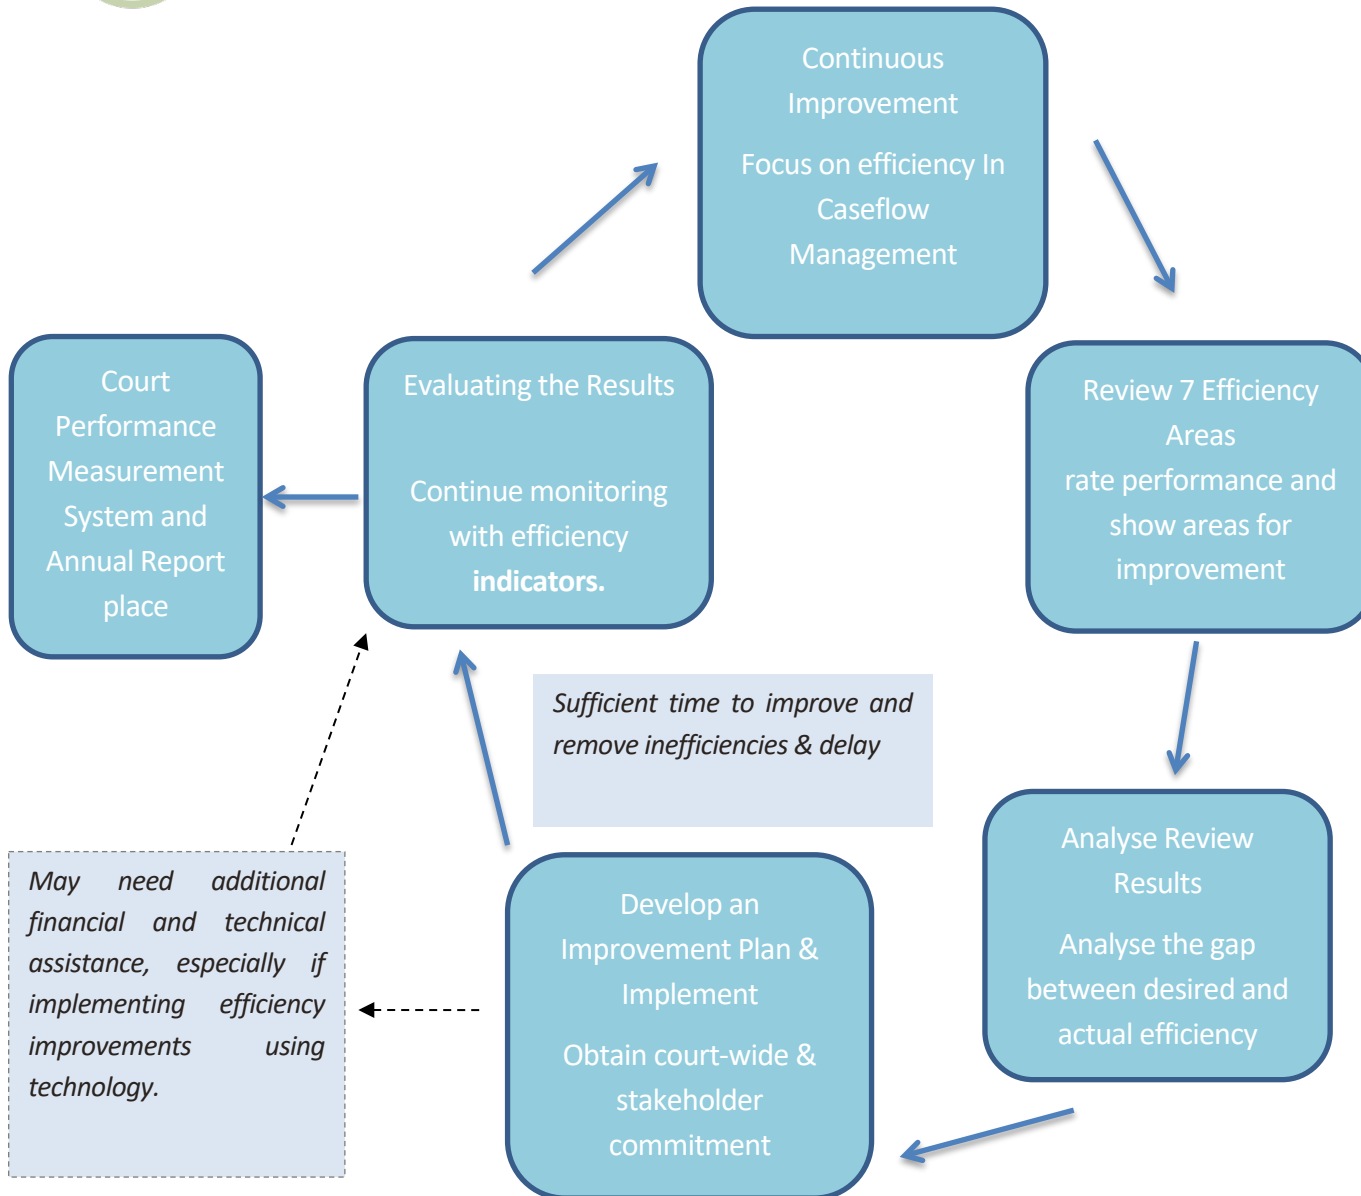 Continuous
Improvement
Focus on efficiency In
Caseflow
Management
Review 7 Efficiency
Areas
rate performance and
show areas for
improvement
Analyse Review
Results
Analyse the gap
between desired and
actual efficiency
Develop an
Improvement Plan &
Implement
Obtain court-wide &
stakeholder
commitment
Sufficient time to improve and
remove inefficiencies & delay
May need additional
financial and technical
assistance, especially if
implementing efficiency
improvements using
technology.
Evaluating the Results
Continue monitoring
with efficiency
indicators.
Court
Performance
Measurement
System and
Annual Report
place